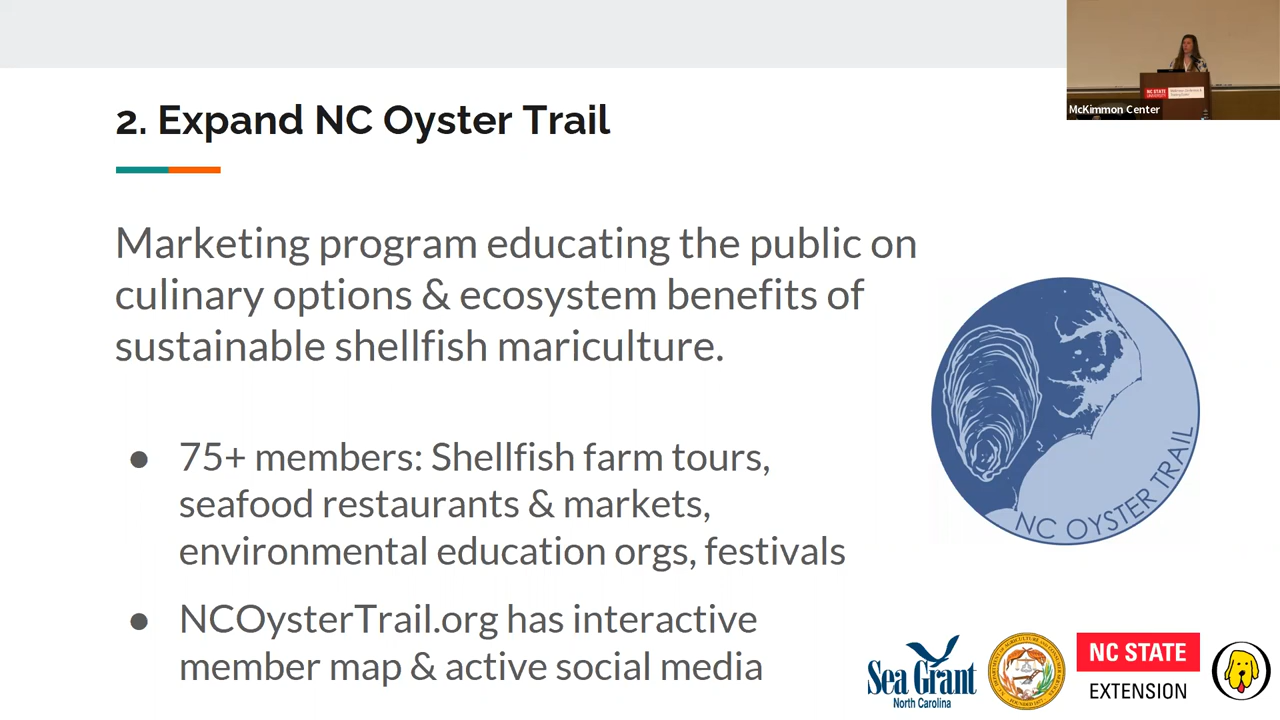 McKimmon Center
NC STATE
2. Expand NC Oyster Trail
Marketing program educating the public on
culinary options & ecosystem benefits of
sustainable shellfish mariculture.
● 75+ members: Shellfish farm tours,
seafood restaurants & markets,
environmental education orgs, festivals
● NCOysterTrail.org has interactive
member map & active social media
NC OYSTER TRAIL
Sea Grant
North Carolina
NC STATE
EXTENSION